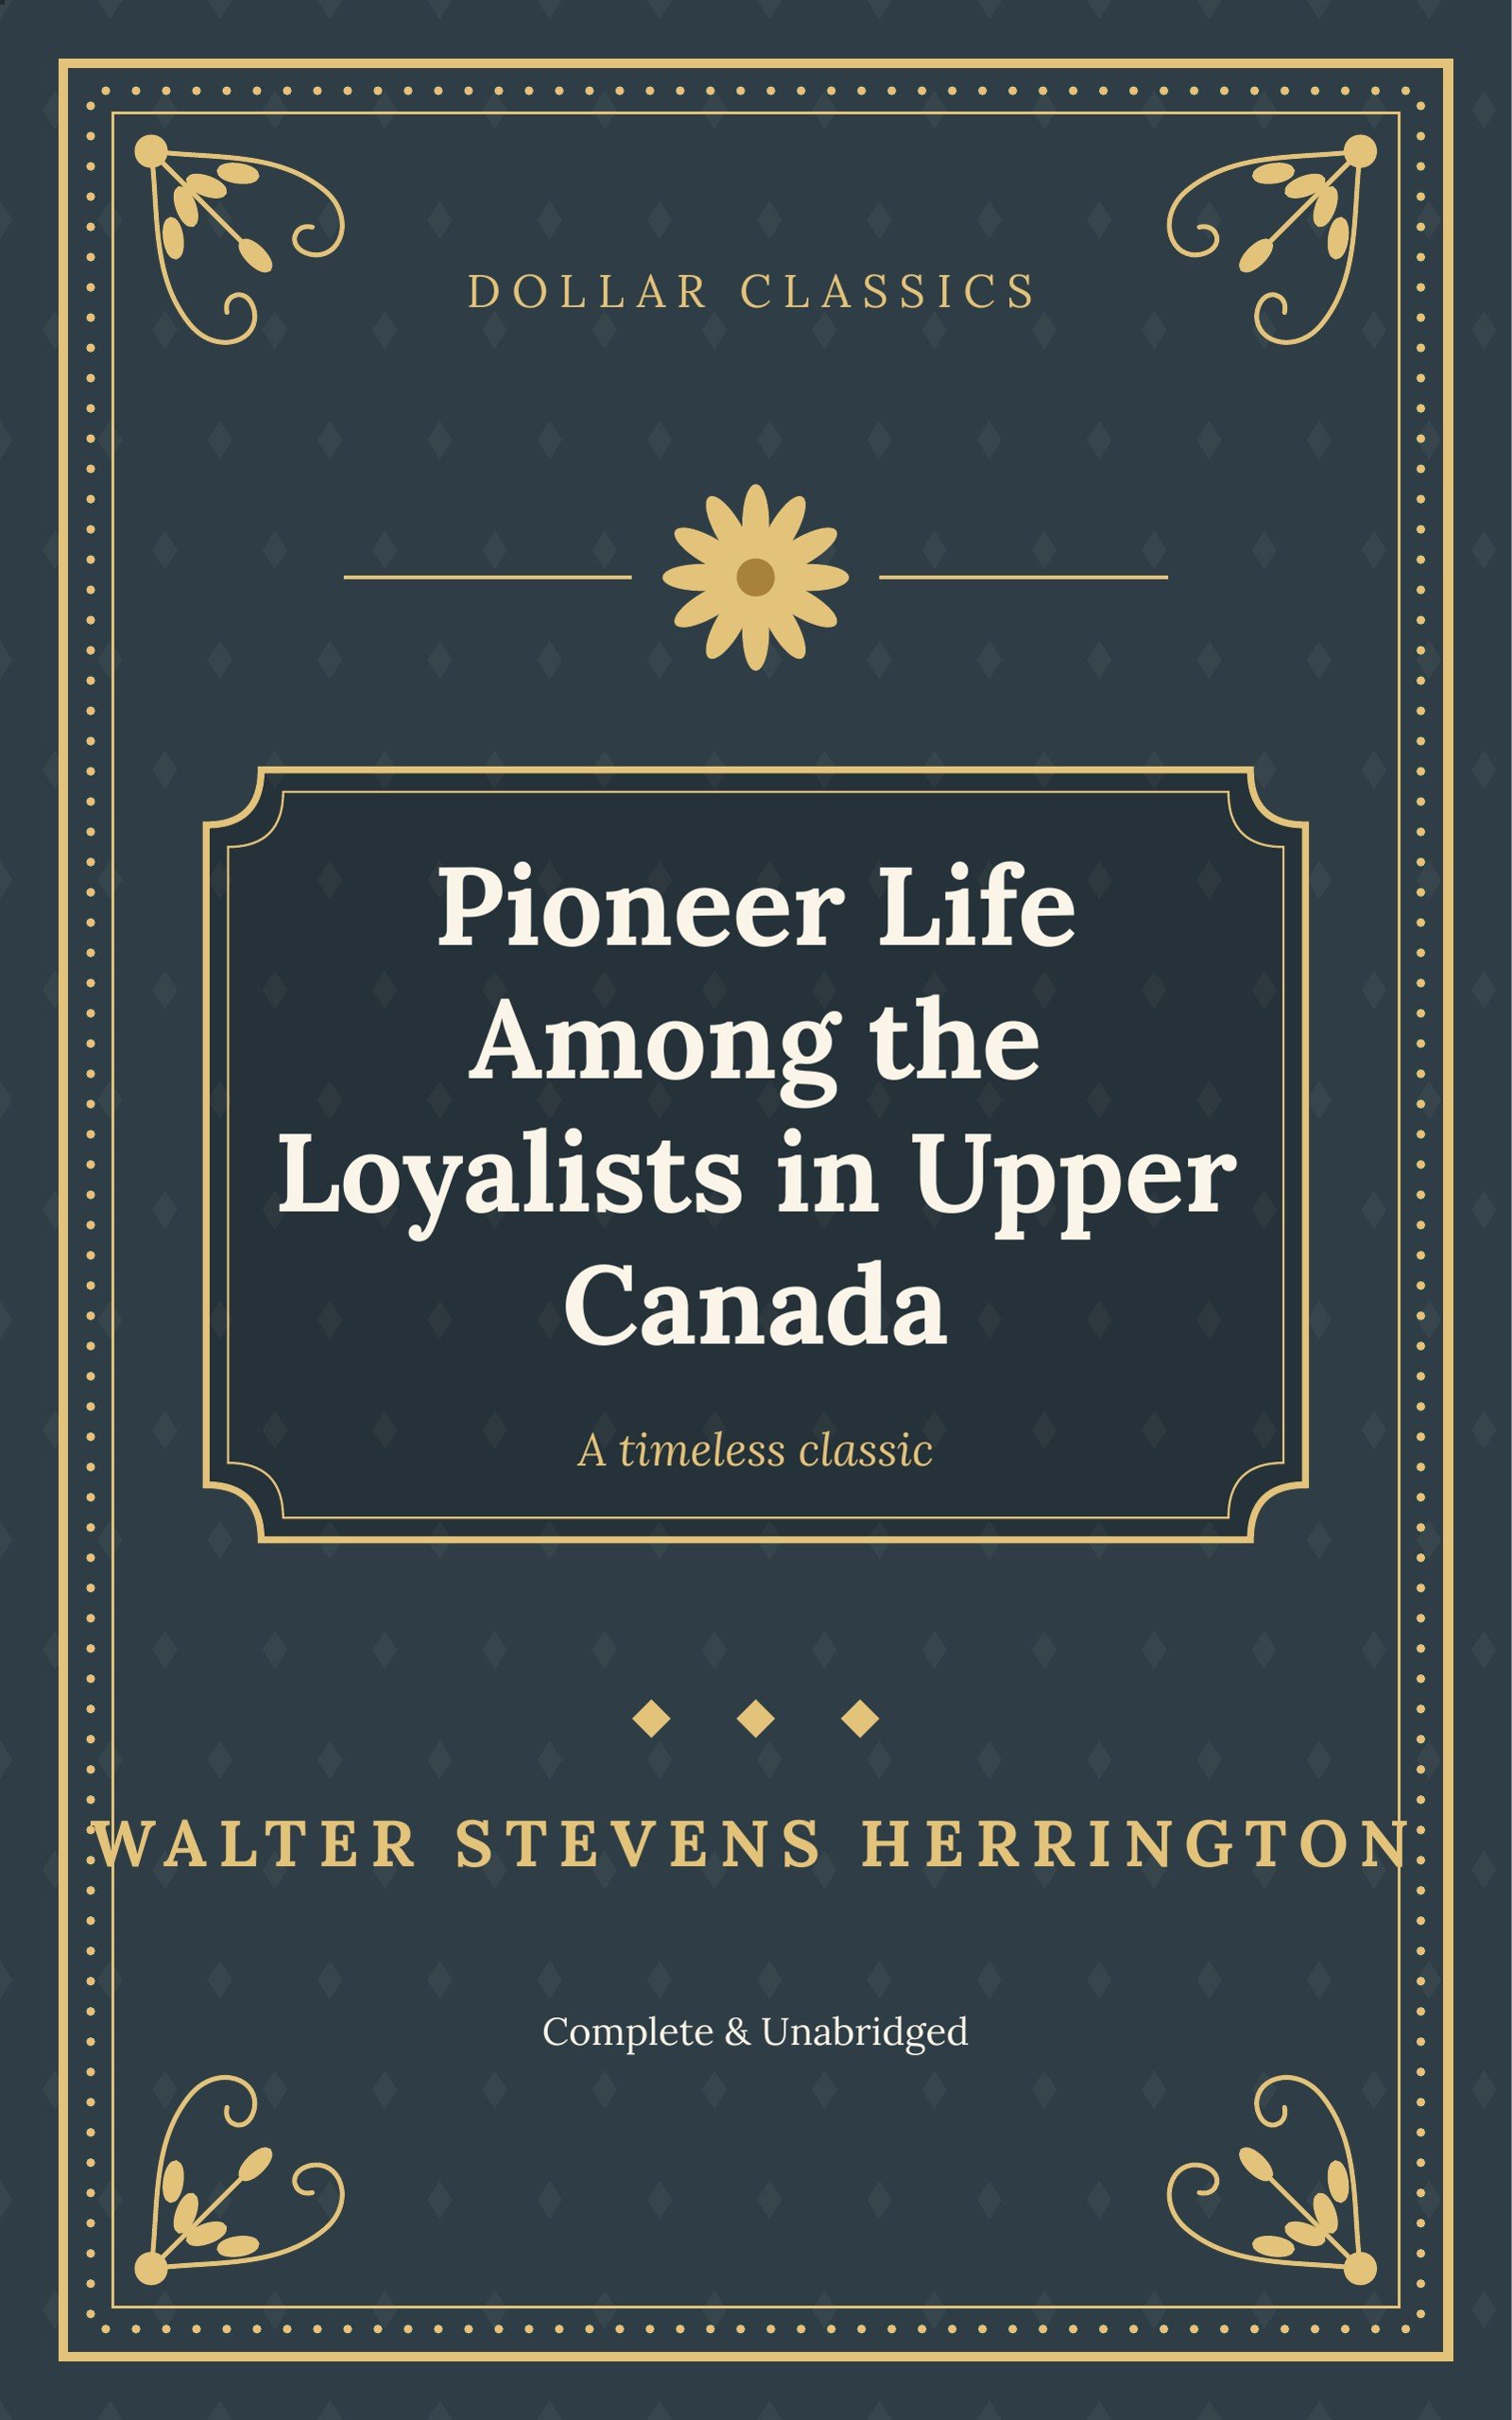 DOLLAR CLASSICS
Pioneer Life
Among the
Loyalists in Upper
Canada
A timeless classic
WALTER STEVENS HERRINGTON
Complete & Unabridged